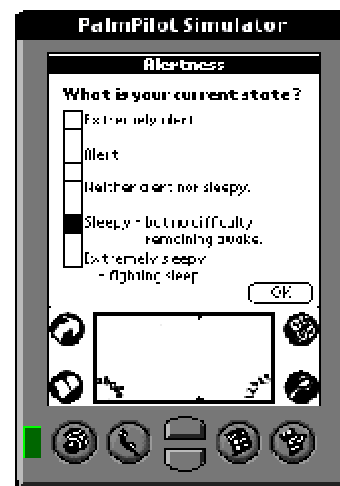 PalmPilot Simulator
Alertness
What is your current state?
Extremely alert
Alert
Neither alert nor sleepy.
Sleepy - but no difficulty
remaining awake.
Extremely sleepy
- fighting sleep
OK